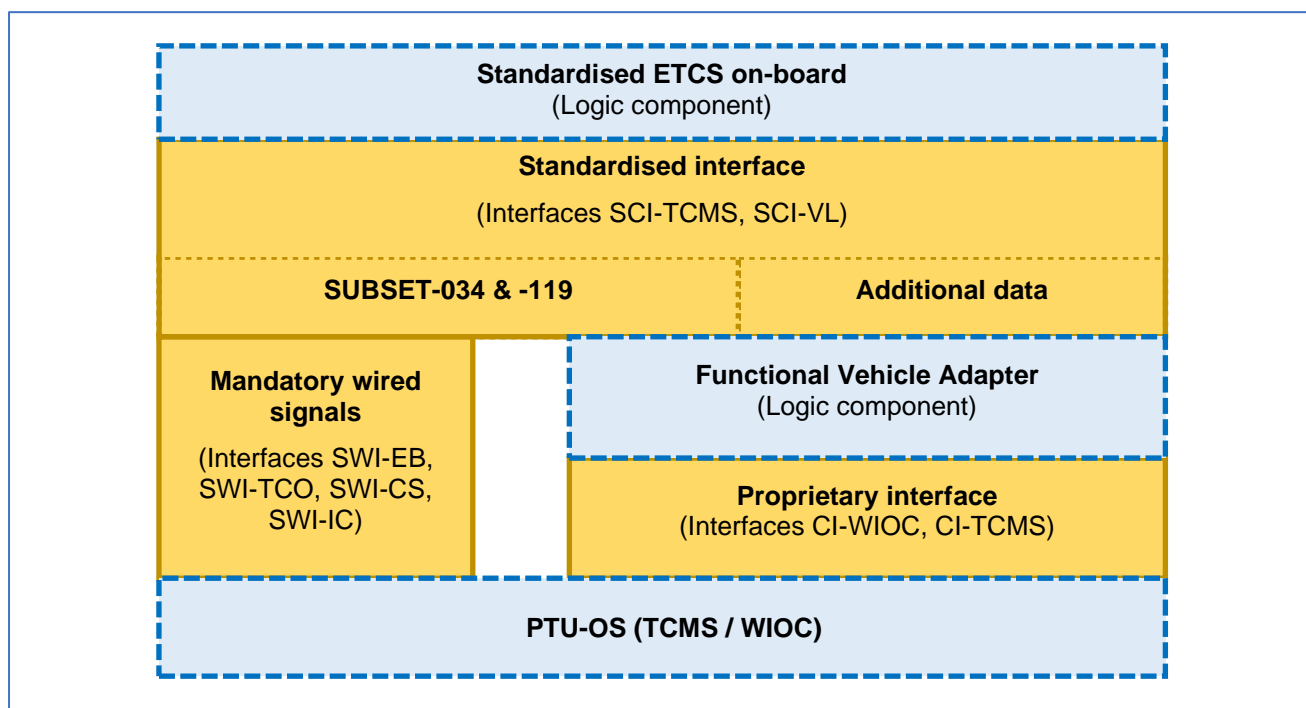 Standardised ETCS on-board
(Logic component)
Standardised interface
(Interfaces SCI-TCMS, SCI-VL)
SUBSET-034 & -119
Additional data
Mandatory wired
signals
(Interfaces SWI-EB,
SWI-TCO, SWI-CS,
SWI-IC)
Functional Vehicle Adapter
(Logic component)
Proprietary interface
(Interfaces CI-WIOC, CI-TCMS)
PTU-OS (TCMS / WIOC)